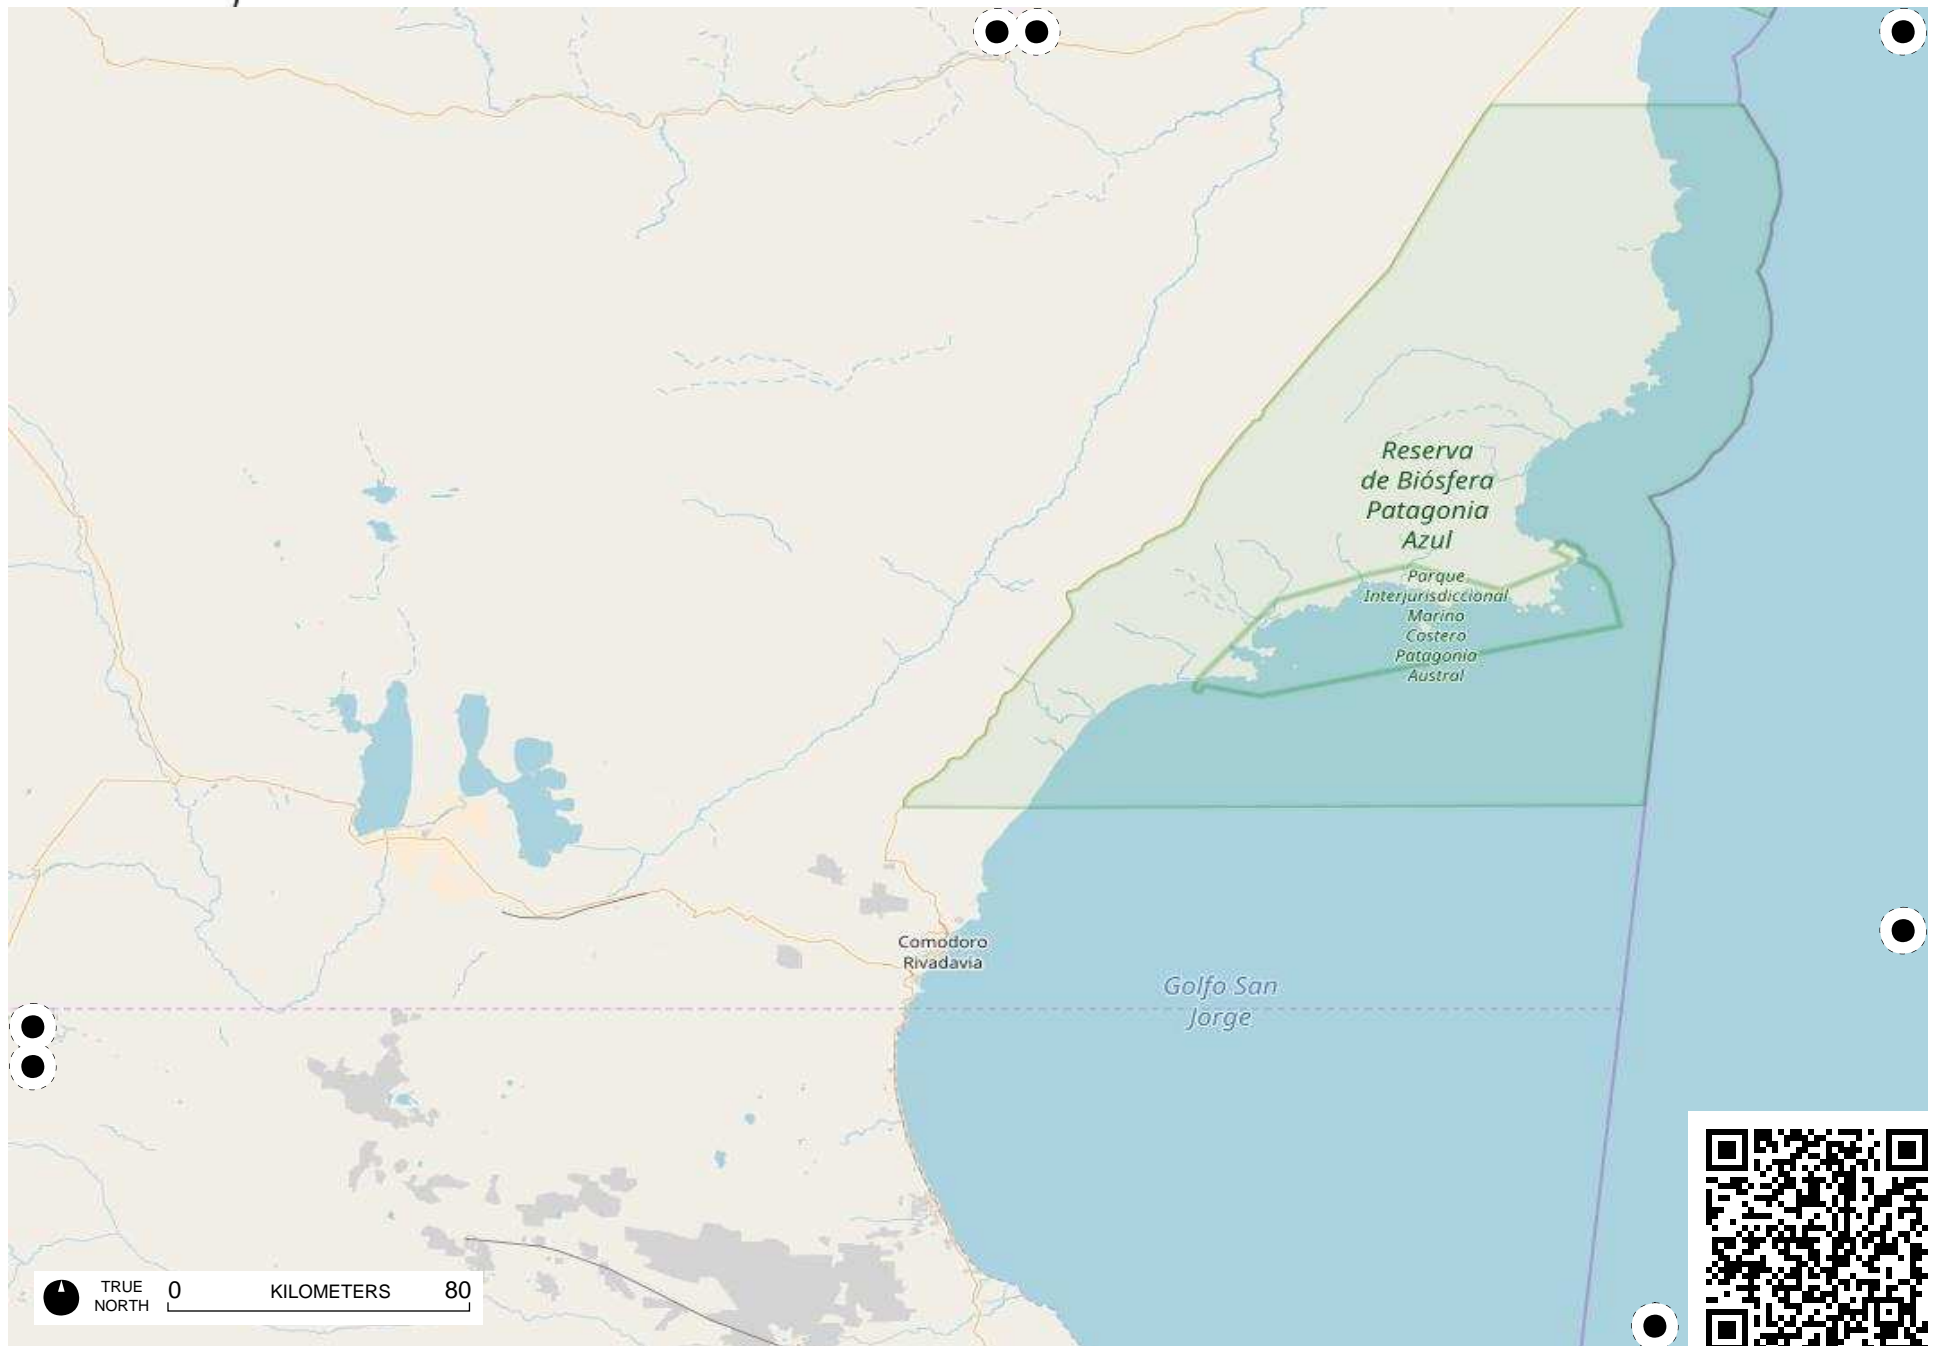 Reserva
de Biósfera
Patagonia
Azul
Parque
Interjurisdiccional
Marino
Costero
Patagonia
Austral
Comodoro
Rivadavia
Golfo San
Jorge
TRUE
NORTH
0 KILOMETERS 80